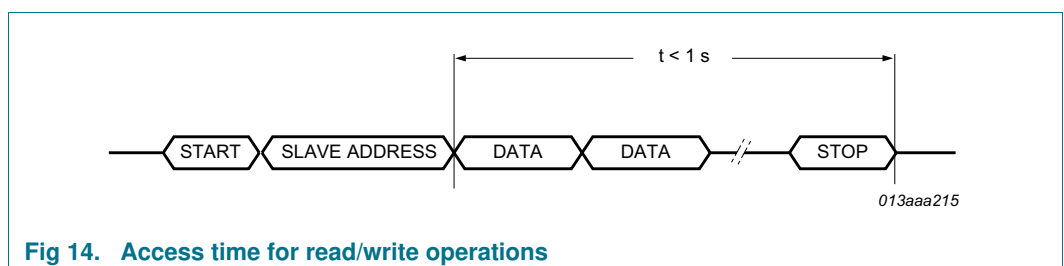 t < 1 s
START SLAVE ADDRESS DATA DATA STOP
013aaa215
Fig 14. Access time for read/write operations